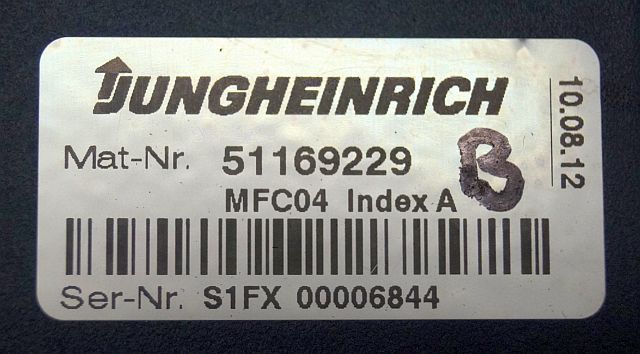 JUNGHEINRICH
Mat-Nr. 51169229
MFC04 Index A B
Ser-Nr. S1FX 00006844
10.08.12